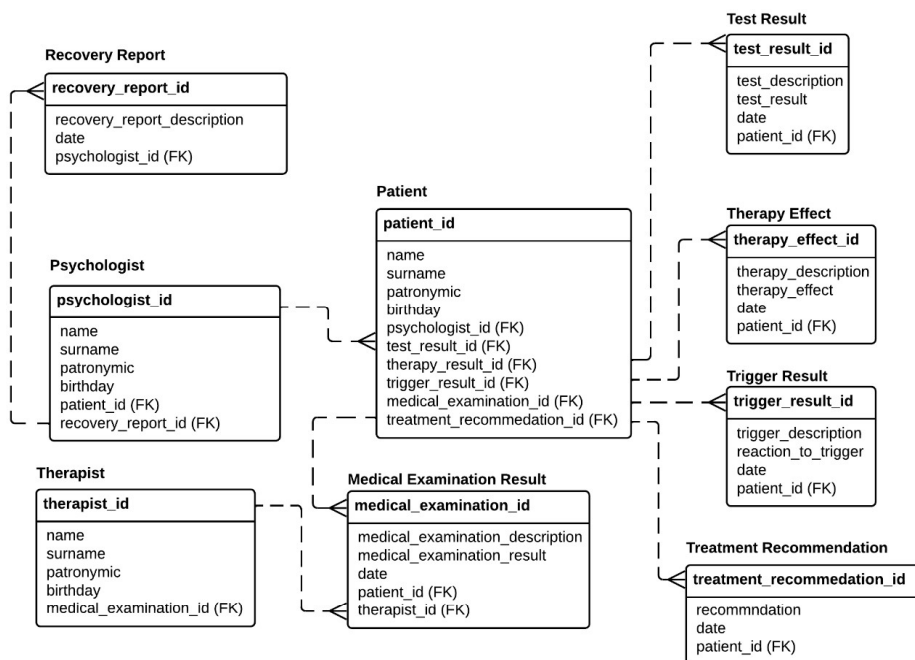 Recovery Report
recovery_report_id
recovery_report_description
date
psychologist_id (FK)
Psychologist
psychologist_id
name
surname
patronymic
birthday
patient_id (FK)
recovery_report_id (FK)
Therapist
therapist_id
name
surname
patronymic
birthday
medical_examination_id (FK)
Patient
patient_id
name
surname
patronymic
birthday
psychologist_id (FK)
test_result_id (FK)
therapy_result_id (FK)
trigger_result_id (FK)
medical_examination_id (FK)
treatment_recommedation_id (FK)
Medical Examination Result
medical_examination_id
medical_examination_description
medical_examination_result
date
patient_id (FK)
therapist_id (FK)
Test Result
test_result_id
test_description
test_result
date
patient_id (FK)
Therapy Effect
therapy_effect_id
therapy_description
therapy_effect
date
patient_id (FK)
Trigger Result
trigger_result_id
trigger_description
reaction_to_trigger
date
patient_id (FK)
Treatment Recommendation
treatment_recommedation_id
recommndation
date
patient_id (FK)